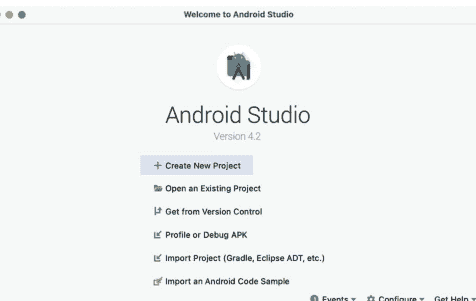 Welcome to Android Studio
Android Studio
Version 4.2
+ Create New Project
Open an Existing Project
Get from Version Control
Profile or Debug APK
Import Project (Gradle, Eclipse ADT, etc.)
Import an Android Code Sample
Events Configure Get Help